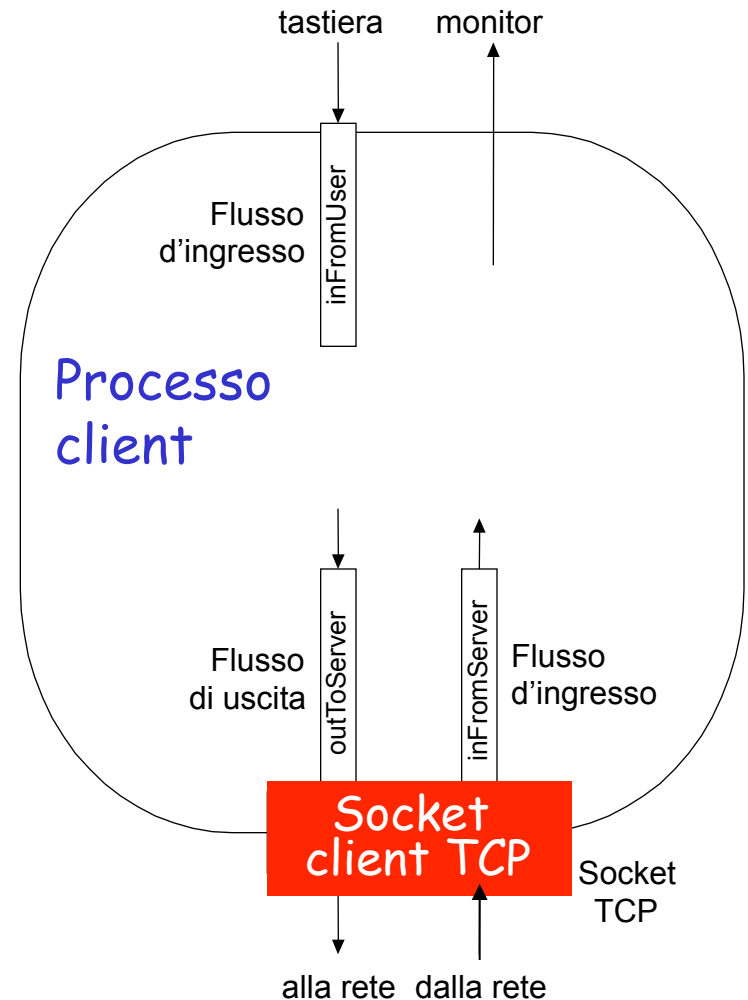 tastiera
monitor
inFromUser
Flusso
d’ingresso
Processo
client
Flusso
di uscita
outToServer
inFromServer
Flusso
d’ingresso
Socket
client TCP
Socket
TCP
alla rete
dalla rete